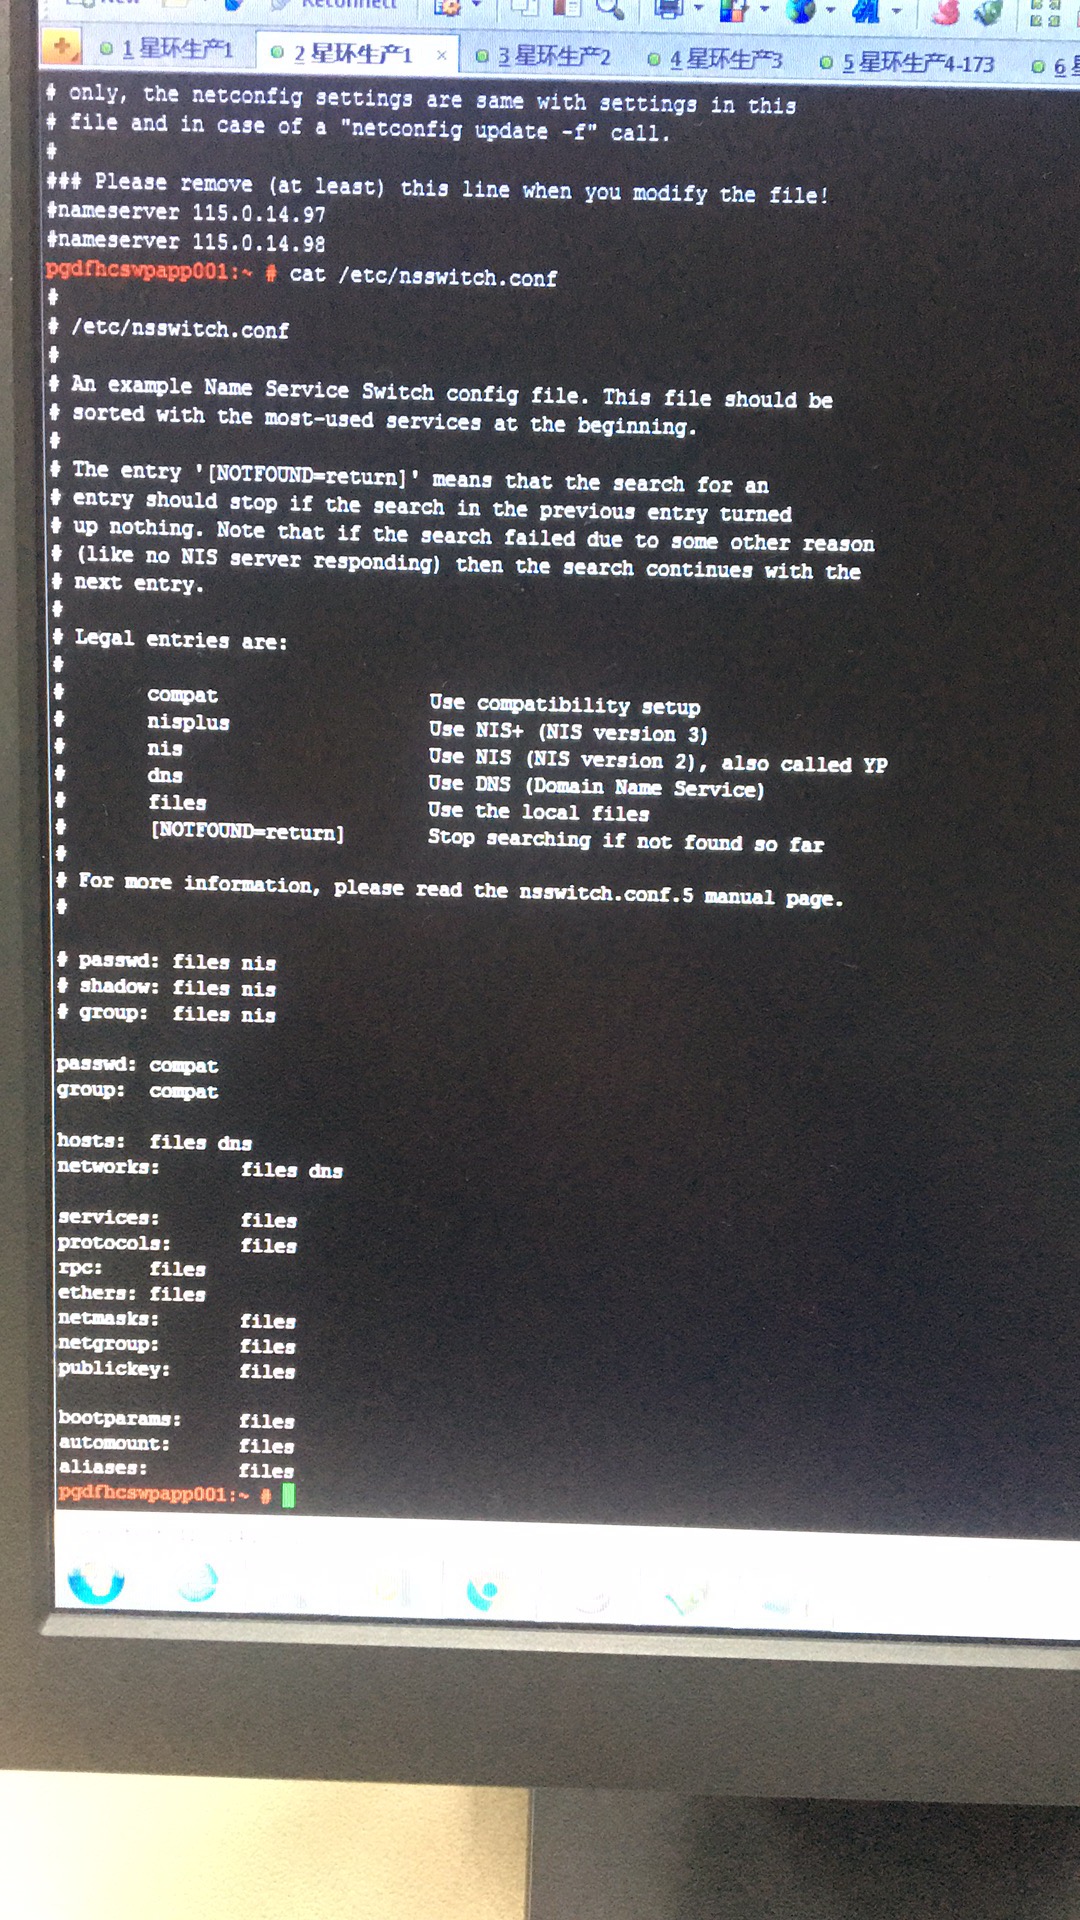 Reconnect
1 星环生产1
2 星环生产1 ×
3 星环生产2
4 星环生产3
5 星环生产4-173
6
# only, the netconfig settings are same with settings in this
# file and in case of a "netconfig update -f" call.
#
### Please remove (at least) this line when you modify the file!
#nameserver 115.0.14.97
#nameserver 115.0.14.98
pgdfhcswpapp001:~ # cat /etc/nsswitch.conf
#
# /etc/nsswitch.conf
#
# An example Name Service Switch config file. This file should be
# sorted with the most-used services at the beginning.
#
# The entry '[NOTFOUND=return]' means that the search for an
# entry should stop if the search in the previous entry turned
# up nothing. Note that if the search failed due to some other reason
# (like no NIS server responding) then the search continues with the
# next entry.
#
# Legal entries are:
#
# compat Use compatibility setup
# nisplus Use NIS+ (NIS version 3)
# nis Use NIS (NIS version 2), also called YP
# dns Use DNS (Domain Name Service)
# files Use the local files
# [NOTFOUND=return] Stop searching if not found so far
#
# For more information, please read the nsswitch.conf.5 manual page.
#
# passwd: files nis
# shadow: files nis
# group: files nis
passwd: compat
group: compat
hosts: files dns
networks: files dns
services: files
protocols: files
rpc: files
ethers: files
netmasks: files
netgroup: files
publickey: files
bootparams: files
automount: files
aliases: files
pgdfhcswpapp001:~ #